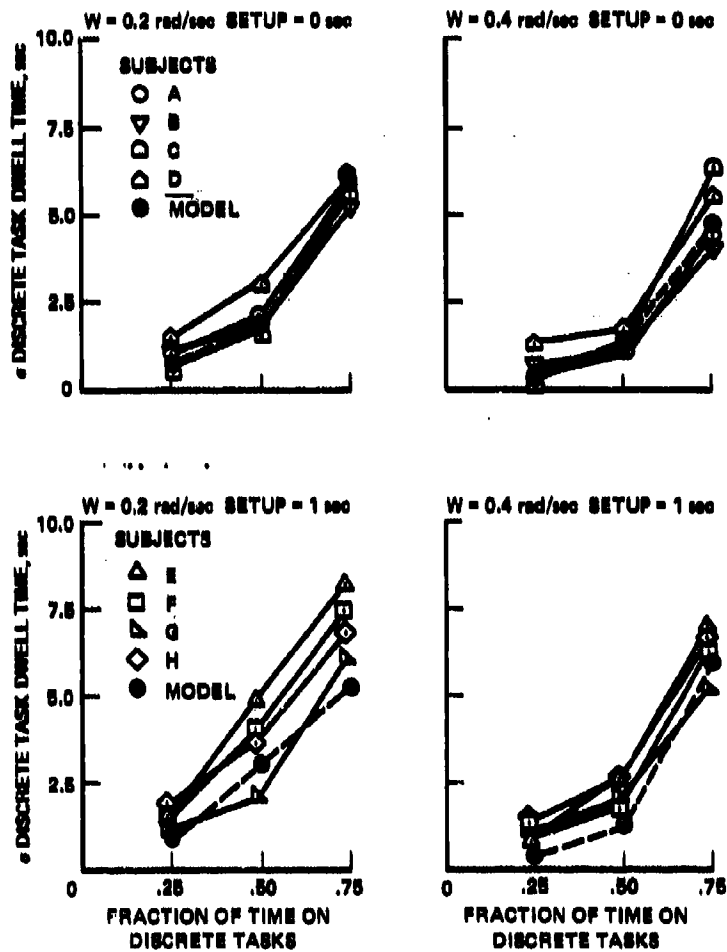 W = 0.2 rad/sec SETUP = 0 sec
W = 0.4 rad/sec SETUP = 0 sec
10.0
7.5
5.0
2.5
0
σ DISCRETE TASK DWELL TIME, sec
SUBJECTS
A
B
C
D
MODEL
W = 0.2 rad/sec SETUP = 1 sec
W = 0.4 rad/sec SETUP = 1 sec
10.0
7.5
5.0
2.5
σ DISCRETE TASK DWELL TIME, sec
SUBJECTS
E
F
G
H
MODEL
0 .25 .50 .75
0 .25 .50 .75
FRACTION OF TIME ON
DISCRETE TASKS
FRACTION OF TIME ON
DISCRETE TASKS